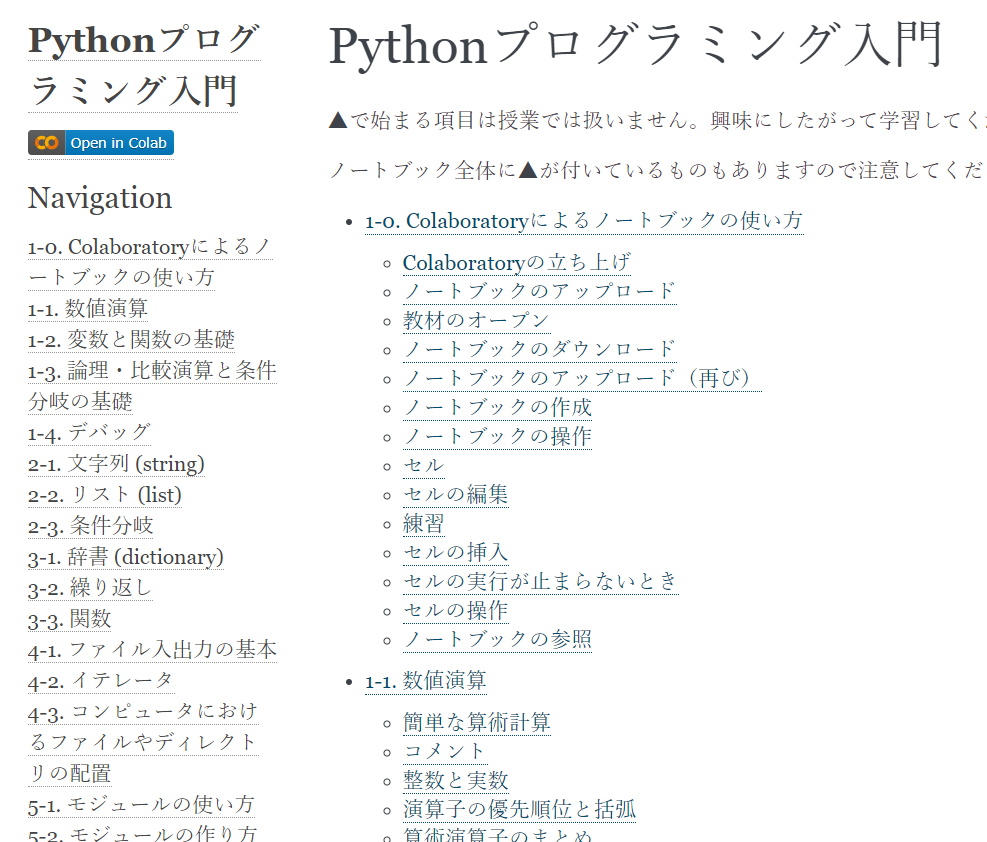 Pythonプログ
ラミング入門
Open in Colab
Navigation
1-0. Colaboratoryによるノ
ートブックの使い方
1-1. 数値演算
1-2. 変数と関数の基礎
1-3. 論理・比較演算と条件
分岐の基礎
1-4. デバッグ
2-1. 文字列 (string)
2-2. リスト (list)
2-3. 条件分岐
3-1. 辞書 (dictionary)
3-2. 繰り返し
3-3. 関数
4-1. ファイル入出力の基本
4-2. イテレータ
4-3. コンピュータにおけ
るファイルやディレクト
リの配置
5-1. モジュールの使い方
5-2. モジュールの作り方
Pythonプログラミング入門
▲で始まる項目は授業では扱いません。興味にしたがって学習してく
ノートブック全体に▲が付いているものもありますので注意してくだ
1-0. Colaboratoryによるノートブックの使い方
Colaboratoryの立ち上げ
ノートブックのアップロード
教材のオープン
ノートブックのダウンロード
ノートブックのアップロード（再び）
ノートブックの作成
ノートブックの操作
セル
セルの編集
練習
セルの挿入
セルの実行が止まらないとき
セルの操作
ノートブックの参照
1-1. 数値演算
簡単な算術計算
コメント
整数と実数
演算子の優先順位と括弧
算術演算子のまとめ